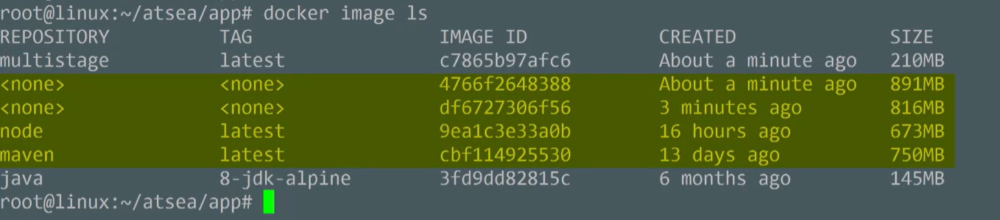 root@linux:~/atsea/app# docker image ls
REPOSITORY TAG IMAGE ID CREATED SIZE
multistage latest c7865b97afc6 About a minute ago 210MB
<none> <none> 4766f2648388 About a minute ago 891MB
<none> <none> df6727306f56 3 minutes ago 816MB
node latest 9ea1c3e33a0b 16 hours ago 673MB
maven latest cbf114925530 13 days ago 750MB
java 8-jdk-alpine 3fd9dd82815c 6 months ago 145MB
root@linux:~/atsea/app#